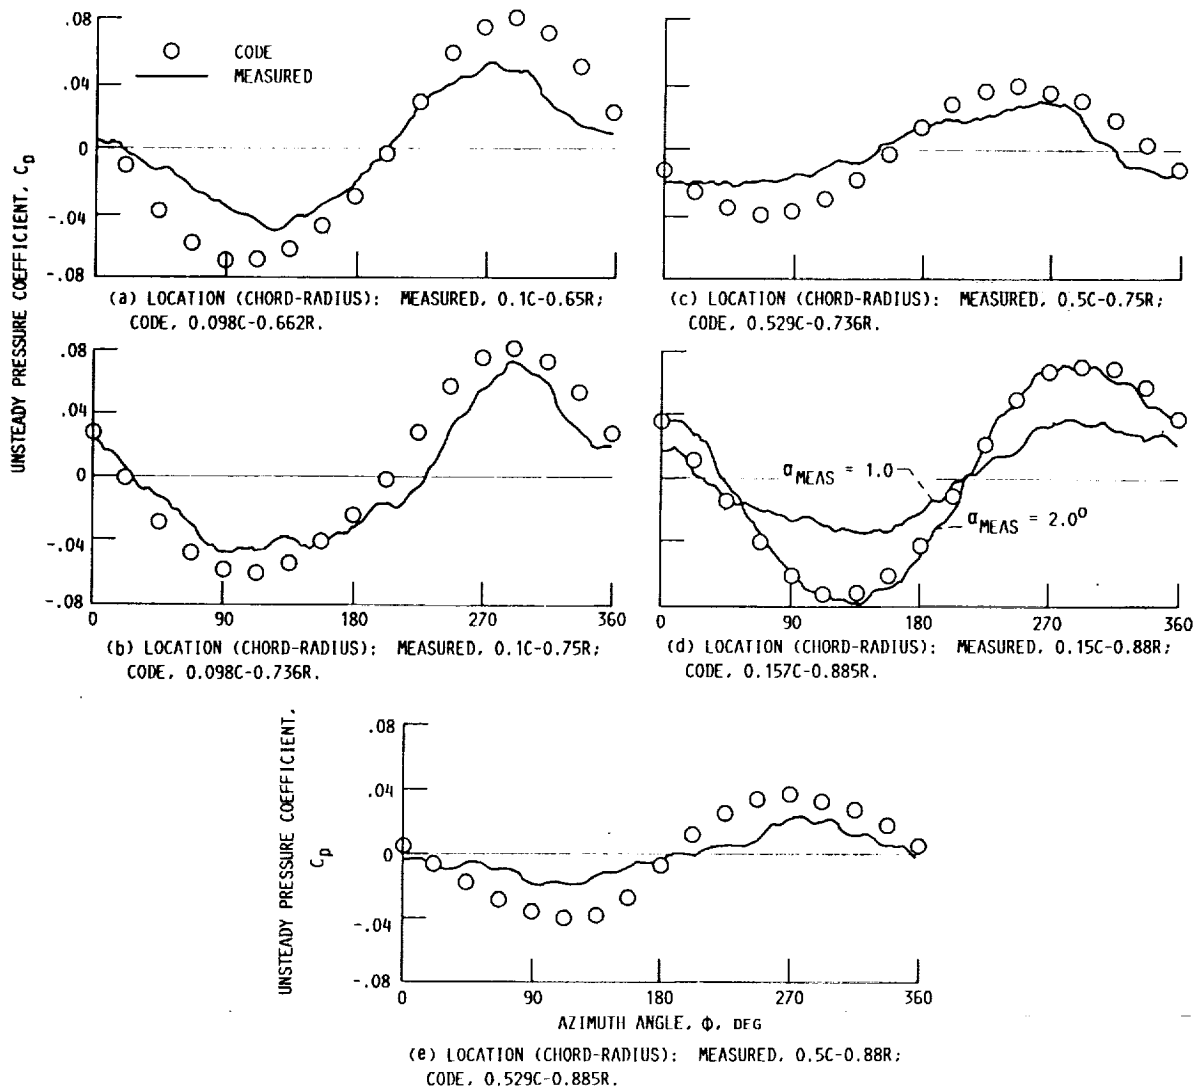 UNSTEADY PRESSURE COEFFICIENT, Cp
.08
.04
0
-.04
-.08
CODE
MEASURED
(a) LOCATION (CHORD-RADIUS): MEASURED, 0.1C-0.65R;
CODE, 0.098C-0.662R.
(c) LOCATION (CHORD-RADIUS): MEASURED, 0.5C-0.75R;
CODE, 0.529C-0.736R.
.08
.04
0
-.04
-.08
0 90 180 270 360
(b) LOCATION (CHORD-RADIUS): MEASURED, 0.1C-0.75R;
CODE, 0.098C-0.736R.
αMEAS = 1.0
αMEAS = 2.0°
0 90 180 270 360
(d) LOCATION (CHORD-RADIUS): MEASURED, 0.15C-0.88R;
CODE, 0.157C-0.885R.
UNSTEADY PRESSURE COEFFICIENT,
Cp
.08
.04
0
-.04
-.08
0 90 180 270 360
AZIMUTH ANGLE, Φ, DEG
(e) LOCATION (CHORD-RADIUS): MEASURED, 0.5C-0.88R;
CODE, 0.529C-0.885R.